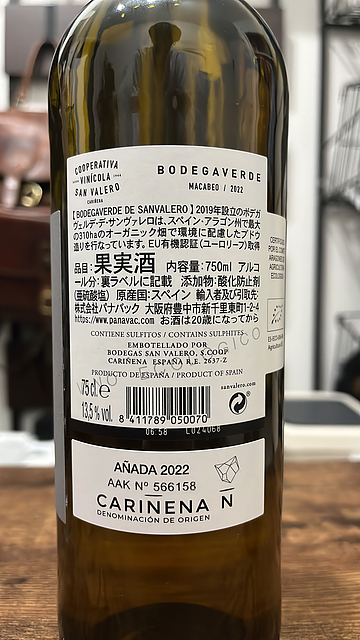 COOPERATIVA
VINÍCOLA
SAN VALERO
CARIÑENA
BODEGAVERDE
MACABEO / 2022
【BODEGAVERDE DE SANVALERO】2019年設立のボデガ
ヴェルデ・デ・サンヴァレロは、スペイン・アラゴン州で最大
の310haのオーガニック畑で環境に配慮したブドウ
造りを行なっています。EU有機認証(ユーロリーフ)取得
品目:果実酒 内容量:750ml アルコ
ール分:裏ラベルに記載 添加物:酸化防止剤
(亜硫酸塩) 原産国:スペイン 輸入者及び引取先:
株式会社パナバック 大阪府豊中市新千里東町1-2-4
https://www.panavac.com お酒は20歳になってから
CONTIENE SULFITOS / CONTAINS SULPHITES
EMBOTELLADO POR
BODEGAS SAN VALERO, S.COOP
CARIÑENA ESPAÑA R.E. 2637-Z
PRODUCTO DE ESPAÑA / PRODUCT OF SPAIN
75 cl. e
13,5 % vol.
sanvalero.com
8 411789 050070
06:58 L024068
AÑADA 2022
AAK Nº 566158
CARIÑENA Ñ
DENOMINACIÓN DE ORIGEN